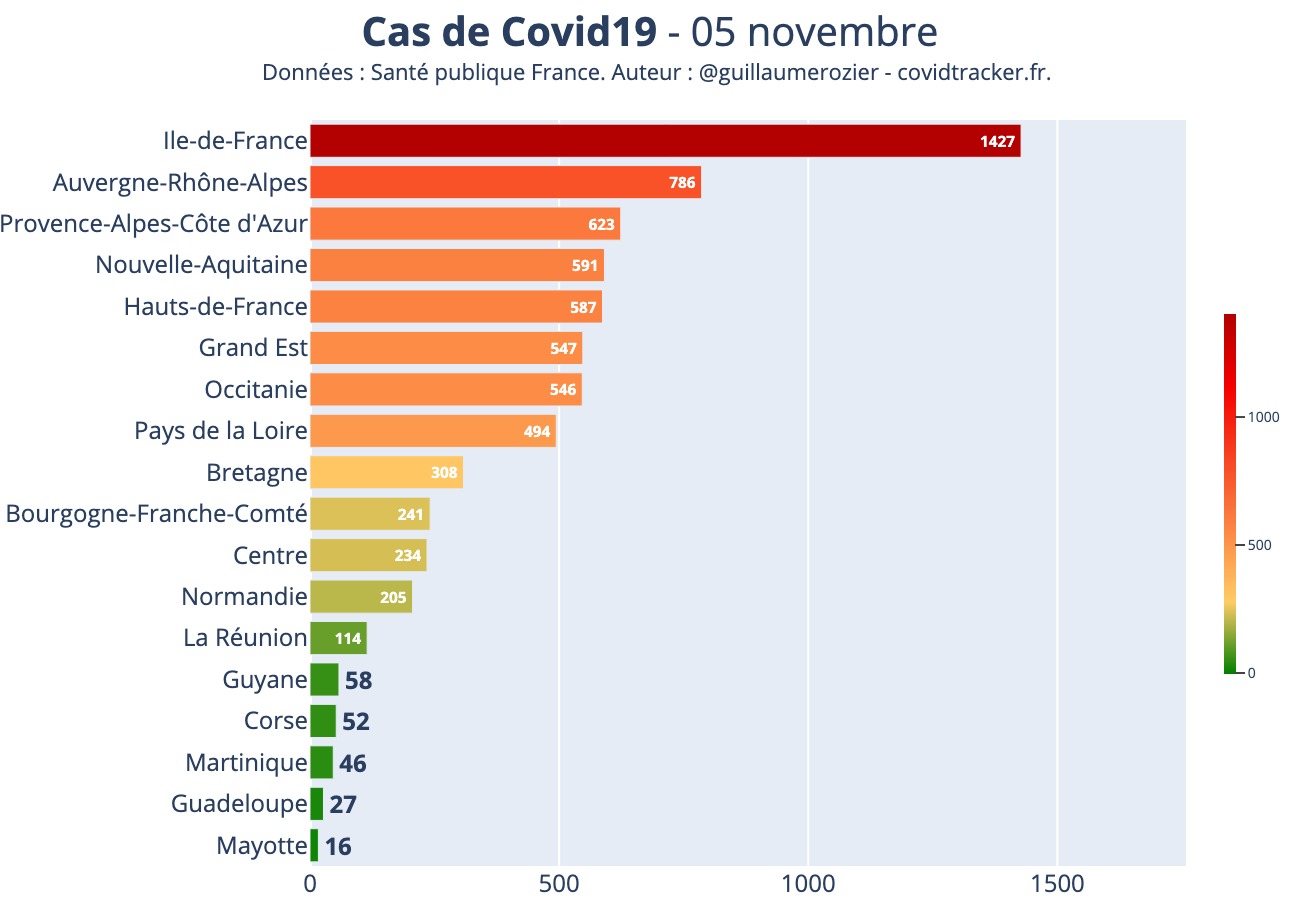 Cas de Covid19 - 05 novembre
Données : Santé publique France. Auteur : @guillaumerozier - covidtracker.fr.
Ile-de-France 1427
Auvergne-Rhône-Alpes 786
Provence-Alpes-Côte d'Azur 623
Nouvelle-Aquitaine 591
Hauts-de-France 587
Grand Est 547
Occitanie 546
Pays de la Loire 494
Bretagne 308
Bourgogne-Franche-Comté 241
Centre 234
Normandie 205
La Réunion 114
Guyane 58
Corse 52
Martinique 46
Guadeloupe 27
Mayotte 16
0 500 1000 1500
1000
500
0